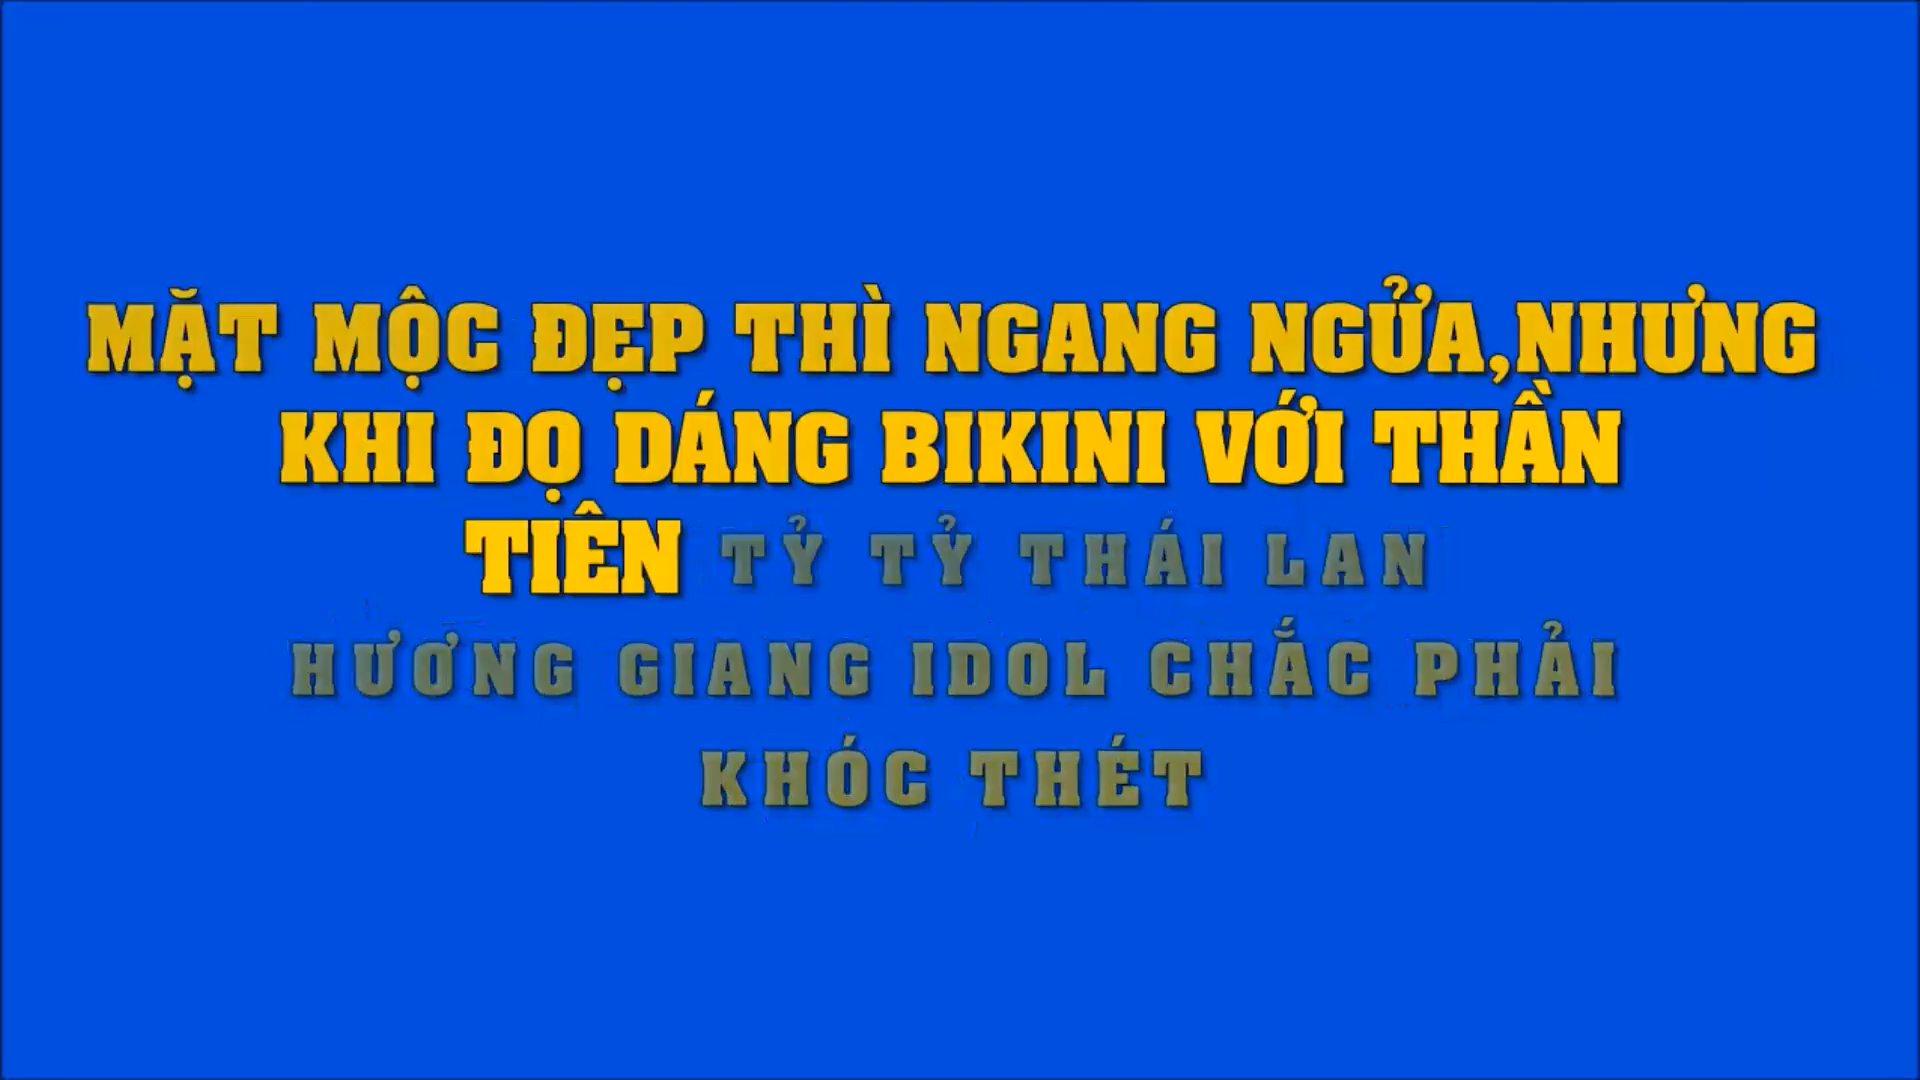 MẶT MỘC ĐẸP THÌ NGANG NGỬA,NHƯNG
KHI ĐỌ DÁNG BIKINI VỚI THẦN
TIÊN TỶ TỶ THÁI LAN
HƯƠNG GIANG IDOL CHẮC PHẢI
KHÓC THÉT